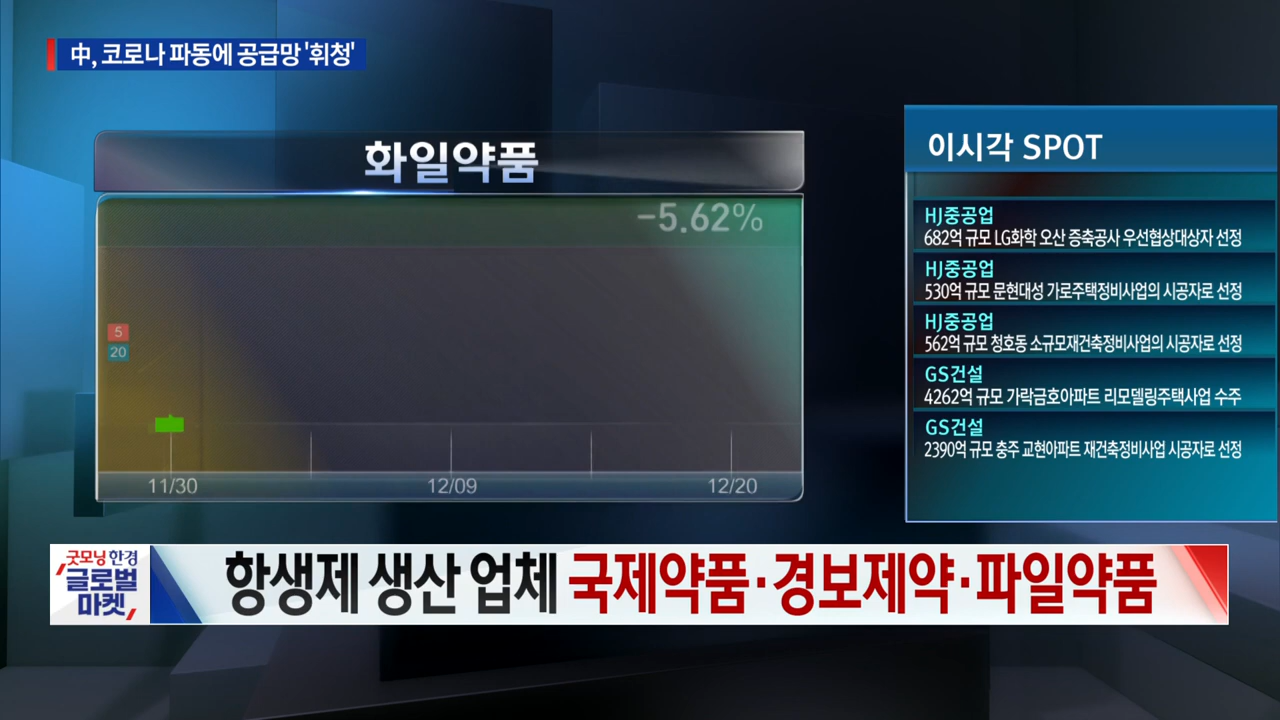 中, 코로나 파동에 공급망 '휘청'
화일약품
-5.62%
5
20
11/30
12/09
12/20
이시각 SPOT
HJ중공업
682억 규모 LG화학 오산 증축공사 우선협상대상자 선정
HJ중공업
530억 규모 문현대성 가로주택정비사업의 시공자로 선정
HJ중공업
562억 규모 청호동 소규모재건축정비사업의 시공자로 선정
GS건설
4262억 규모 가락금호아파트 리모델링주택사업 수주
GS건설
2390억 규모 충주 교현아파트 재건축정비사업 시공자로 선정
굿모닝 한경
'글로벌
마켓,
항생제 생산 업체 국제약품·경보제약·파일약품